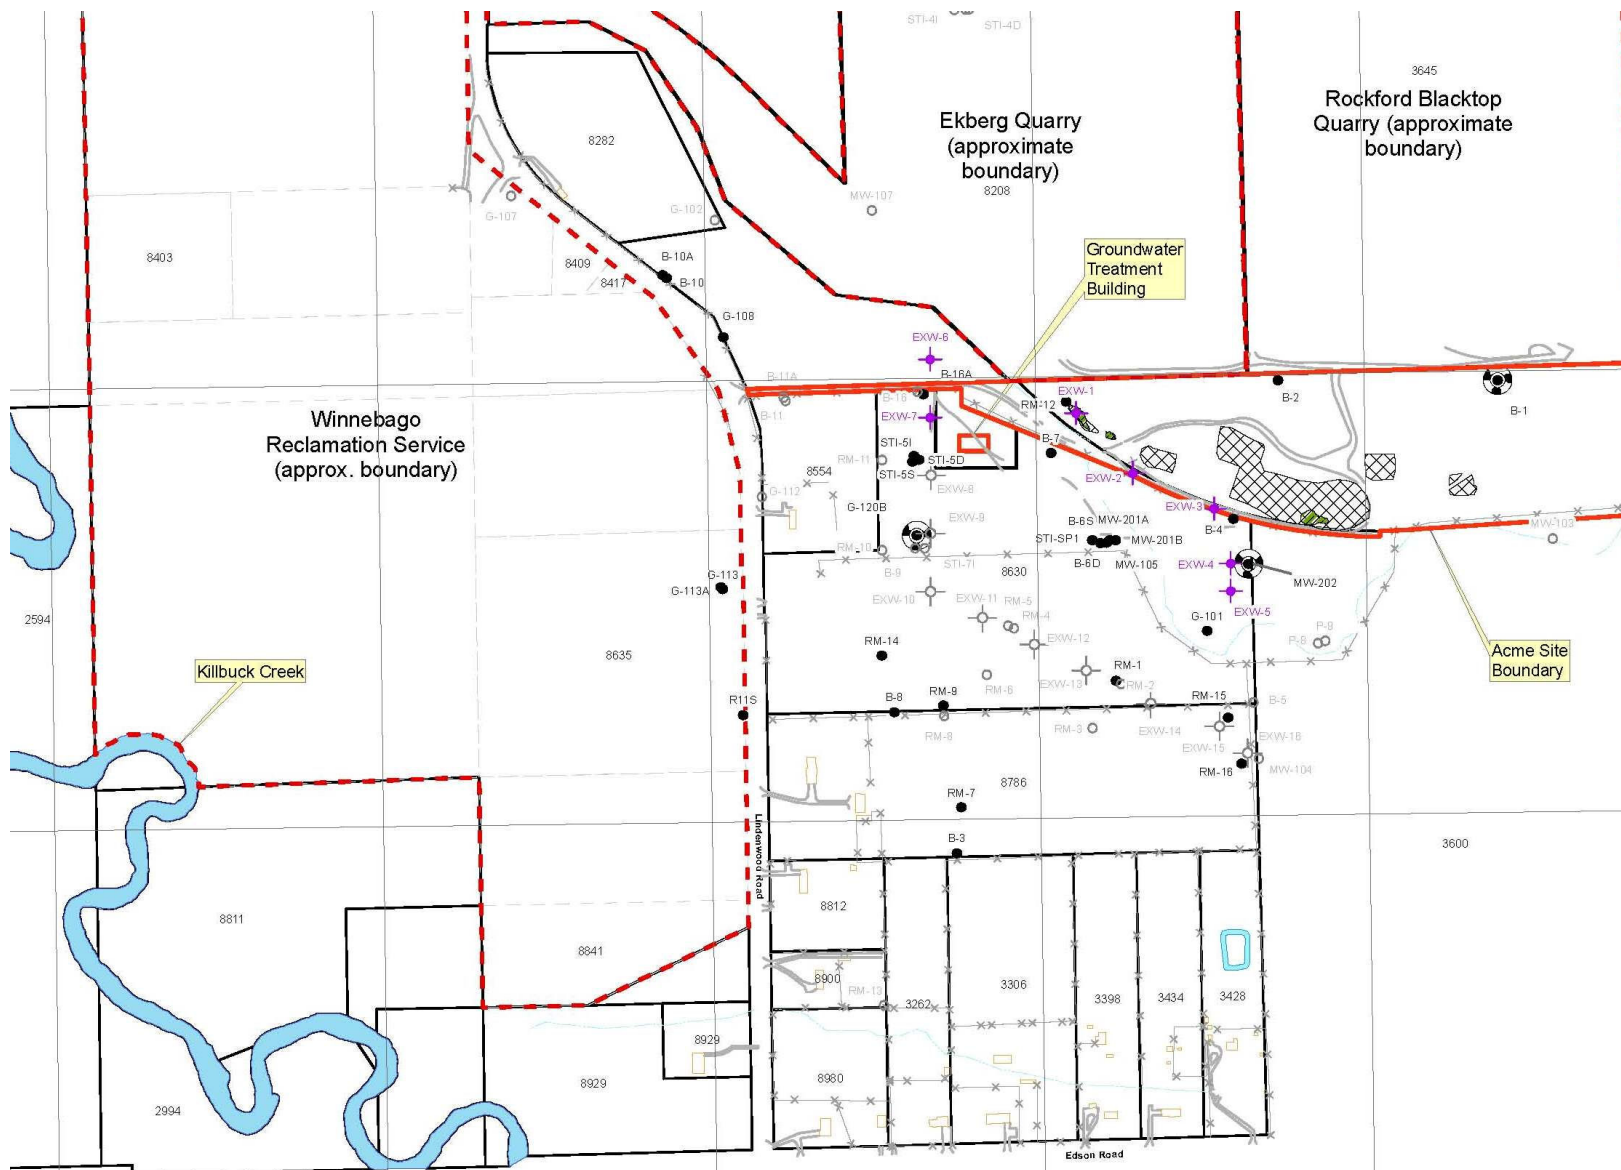 STI-4I
STI-4D
3645
Rockford Blacktop
Quarry (approximate
boundary)
Ekberg Quarry
(approximate
boundary)
8208
8282
MW-107
G-107
G-102
8403
8409
8417
B-10A
B-10
Groundwater
Treatment
Building
G-108
EXW-6
B-16A
B-11A
B-16
B-11
EXW-1
RM-12
B-2
B-1
EXW-7
Winnebago
Reclamation Service
(approx. boundary)
B-7
STI-5I
RM-11
STI-5D
STI-5S
8554
EXW-8
EXW-2
G-112
G-120B
EXW-3
B-6S
MW-201A
B-4
MW-103
EXW-9
STI-SP1
MW-201B
RM-10
B-9
STI-7I
8630
B-6D
MW-105
EXW-4
MW-202
G-113
G-113A
EXW-10
EXW-11
RM-5
RM-4
EXW-5
G-101
2594
P-8
P-9
EXW-12
RM-14
8635
Killbuck Creek
Acme Site
Boundary
RM-1
EXW-13
RM-2
RM-6
R11S
B-8
RM-9
RM-15
B-5
RM-8
RM-3
EXW-14
EXW-15
EXW-16
RM-16
MW-104
8786
RM-7
B-3
3600
Lindenwood Road
8811
8812
8841
8900
RM-13
3262
3306
3398
3434
3428
8929
8929
8980
2994
Edson Road